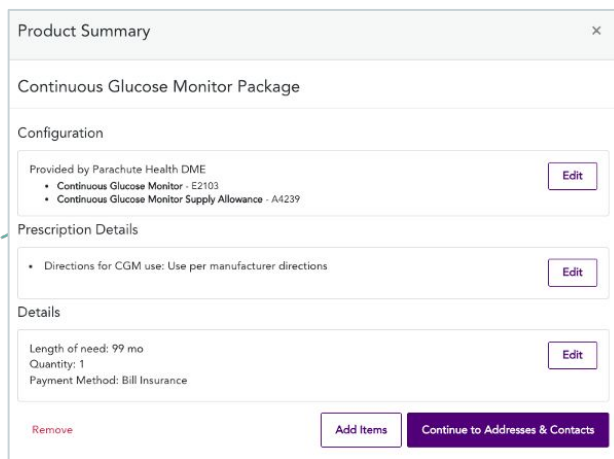 Product Summary ×
Continuous Glucose Monitor Package
Configuration
Provided by Parachute Health DME
Edit
• Continuous Glucose Monitor - E2103
• Continuous Glucose Monitor Supply Allowance - A4239
Prescription Details
• Directions for CGM use: Use per manufacturer directions
Edit
Details
Length of need: 99 mo
Edit
Quantity: 1
Payment Method: Bill Insurance
Remove
Add Items
Continue to Addresses & Contacts